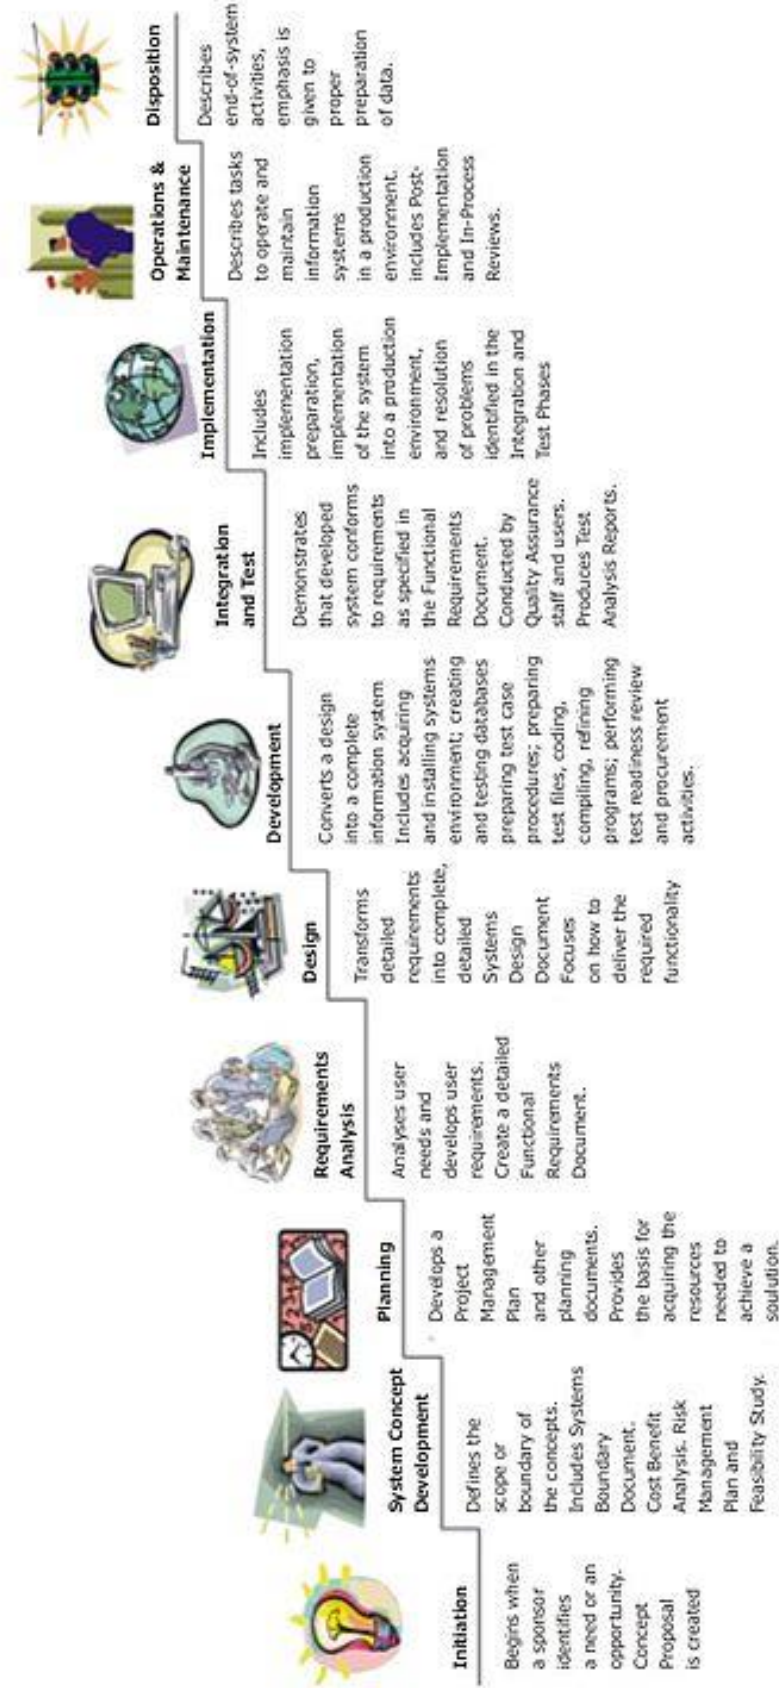 Initiation
Begins when
a sponsor
identifies
a need or an
opportunity.
Concept
Proposal
is created
System Concept
Development
Defines the
scope or
boundary of
the concepts.
Includes Systems
Boundary
Document.
Cost Benefit
Analysis. Risk
Management
Plan and
Feasibility Study.
Planning
Develops a
Project
Management
Plan
and other
planning
documents.
Provides
the basis for
acquiring the
resources
needed to
achieve a
soulution.
Requirements
Analysis
Analyses user
needs and
develops user
requirements.
Create a detailed
Functional
Requirements
Document.
Design
Transforms
detailed
requirements
into complete,
detailed
Systems
Design
Document
Focuses
on how to
deliver the
required
functionality
Development
Converts a design
into a complete
information system
Includes acquiring
and installing systems
environment; creating
and testing databases
preparing test case
procedures; preparing
test files, coding,
compiling, refining
programs; performing
test readiness review
and procurement
activities.
Integration
and Test
Demonstrates
that developed
system conforms
to requirements
as specified in
the Functional
Requirements
Document.
Conducted by
Quality Assurance
staff and users.
Produces Test
Analysis Reports.
Implementation
Includes
implementation
preparation,
implementation
of the system
into a production
environment,
and resolution
of problems
identified in the
Integration and
Test Phases
Operations &
Maintenance
Describes tasks
to operate and
maintain
information
systems
in a production
environment.
includes Post-
Implementation
and In-Process
Reviews.
Disposition
Describes
end-of-system
activities,
emphasis is
given to
proper
preparation
of data.